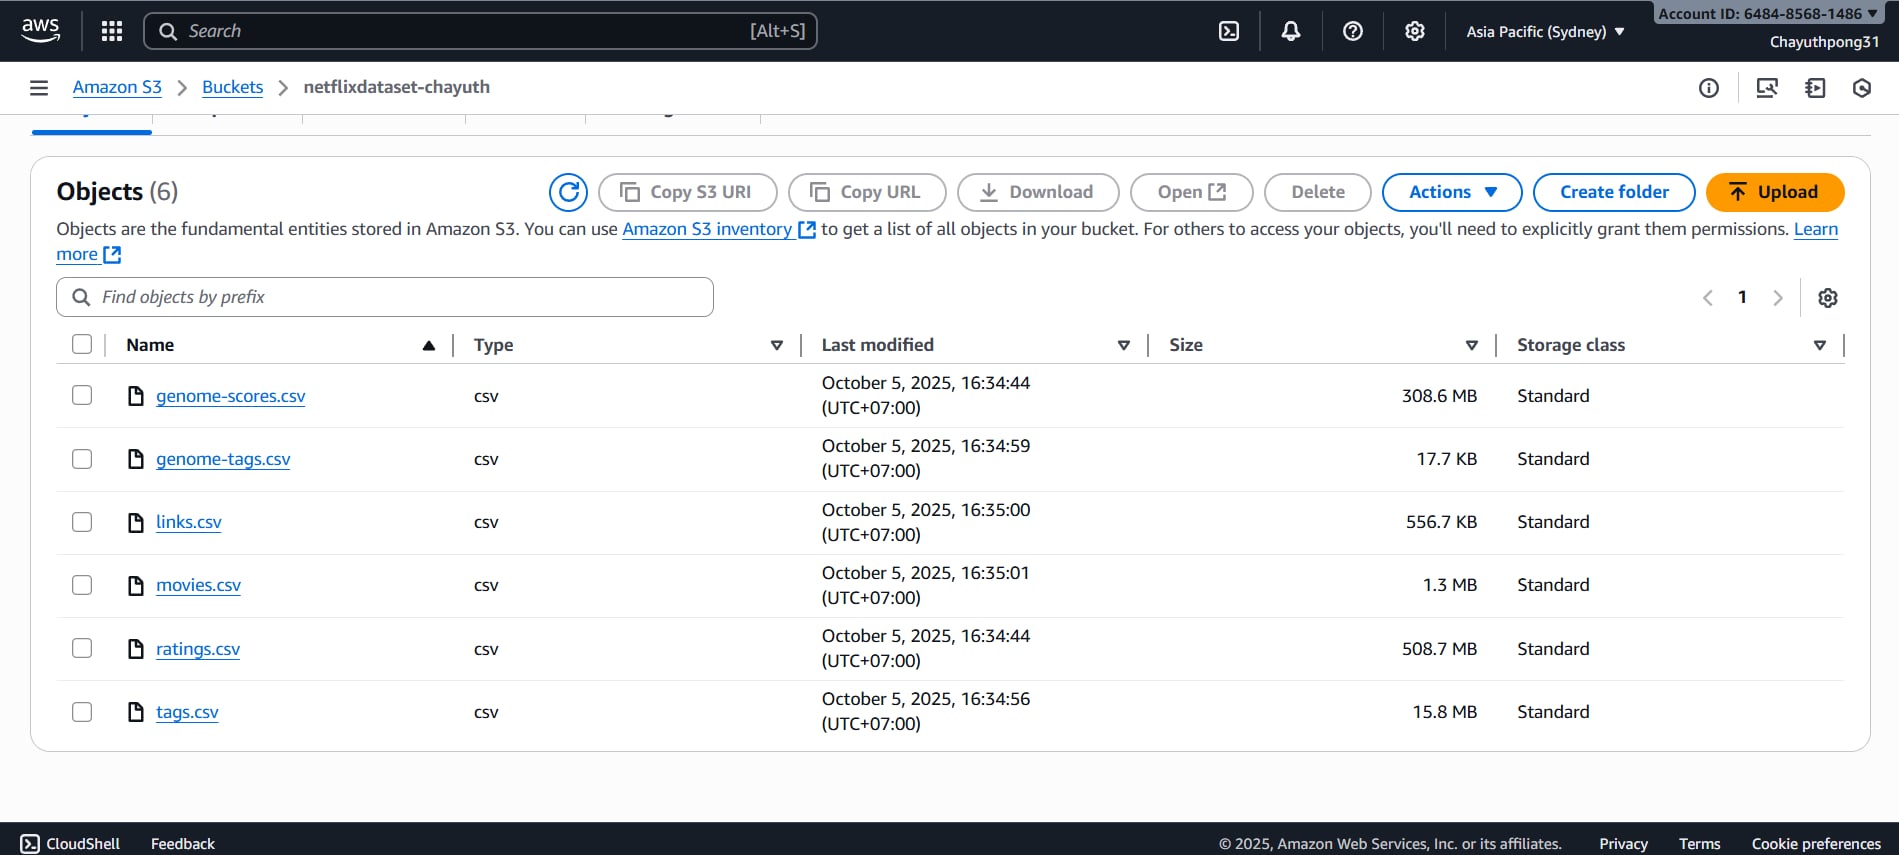 aws
Search
[Alt+S]
Asia Pacific (Sydney)
Account ID: 6484-8568-1486
Chayuthpong31
Amazon S3
Buckets
netflixdataset-chayuth
Objects (6)
Copy S3 URI
Copy URL
Download
Open
Delete
Actions
Create folder
Upload
Objects are the fundamental entities stored in Amazon S3. You can use Amazon S3 inventory to get a list of all objects in your bucket. For others to access your objects, you'll need to explicitly grant them permissions. Learn
more
Find objects by prefix
1
Name
Type
Last modified
Size
Storage class
genome-scores.csv
csv
October 5, 2025, 16:34:44
(UTC+07:00)
308.6 MB
Standard
genome-tags.csv
csv
October 5, 2025, 16:34:59
(UTC+07:00)
17.7 KB
Standard
links.csv
csv
October 5, 2025, 16:35:00
(UTC+07:00)
556.7 KB
Standard
movies.csv
csv
October 5, 2025, 16:35:01
(UTC+07:00)
1.3 MB
Standard
ratings.csv
csv
October 5, 2025, 16:34:44
(UTC+07:00)
508.7 MB
Standard
tags.csv
csv
October 5, 2025, 16:34:56
(UTC+07:00)
15.8 MB
Standard
CloudShell
Feedback
© 2025, Amazon Web Services, Inc. or its affiliates.
Privacy
Terms
Cookie preferences